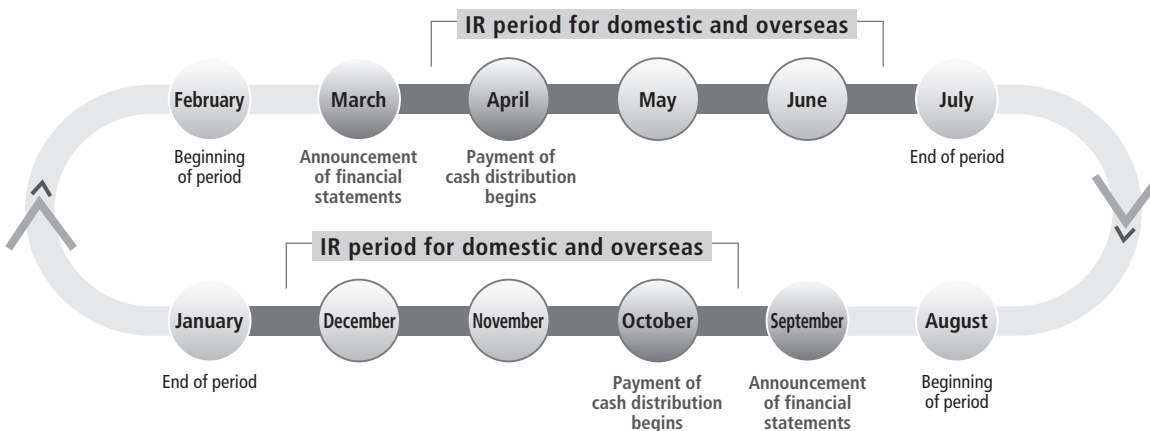 IR period for domestic and overseas
February
March
April
May
June
July
Beginning
of period
Announcement
of financial
statements
Payment of
cash distribution
begins
End of period
IR period for domestic and overseas
January
December
November
October
September
August
End of period
Payment of
cash distribution
begins
Announcement
of financial
statements
Beginning
of period